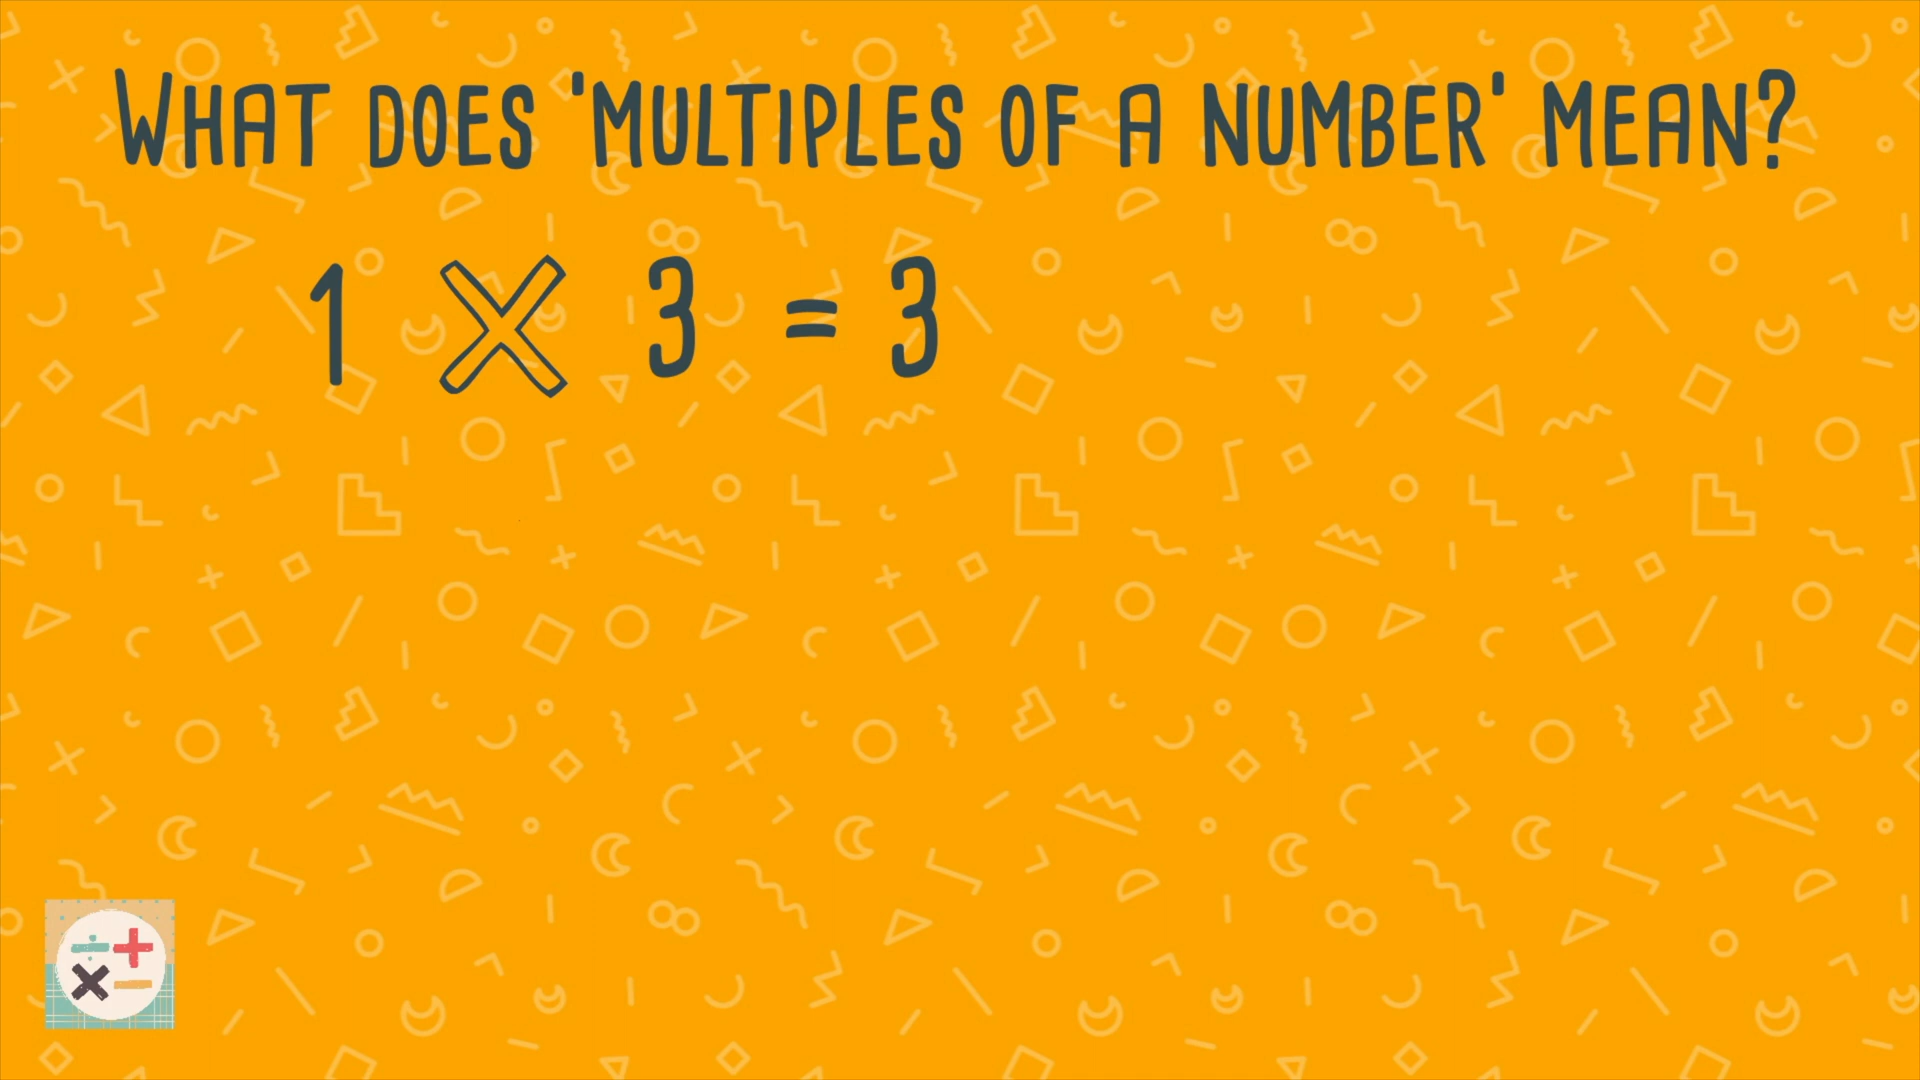 What does 'multiples of a number' mean?
1 × 3 = 3